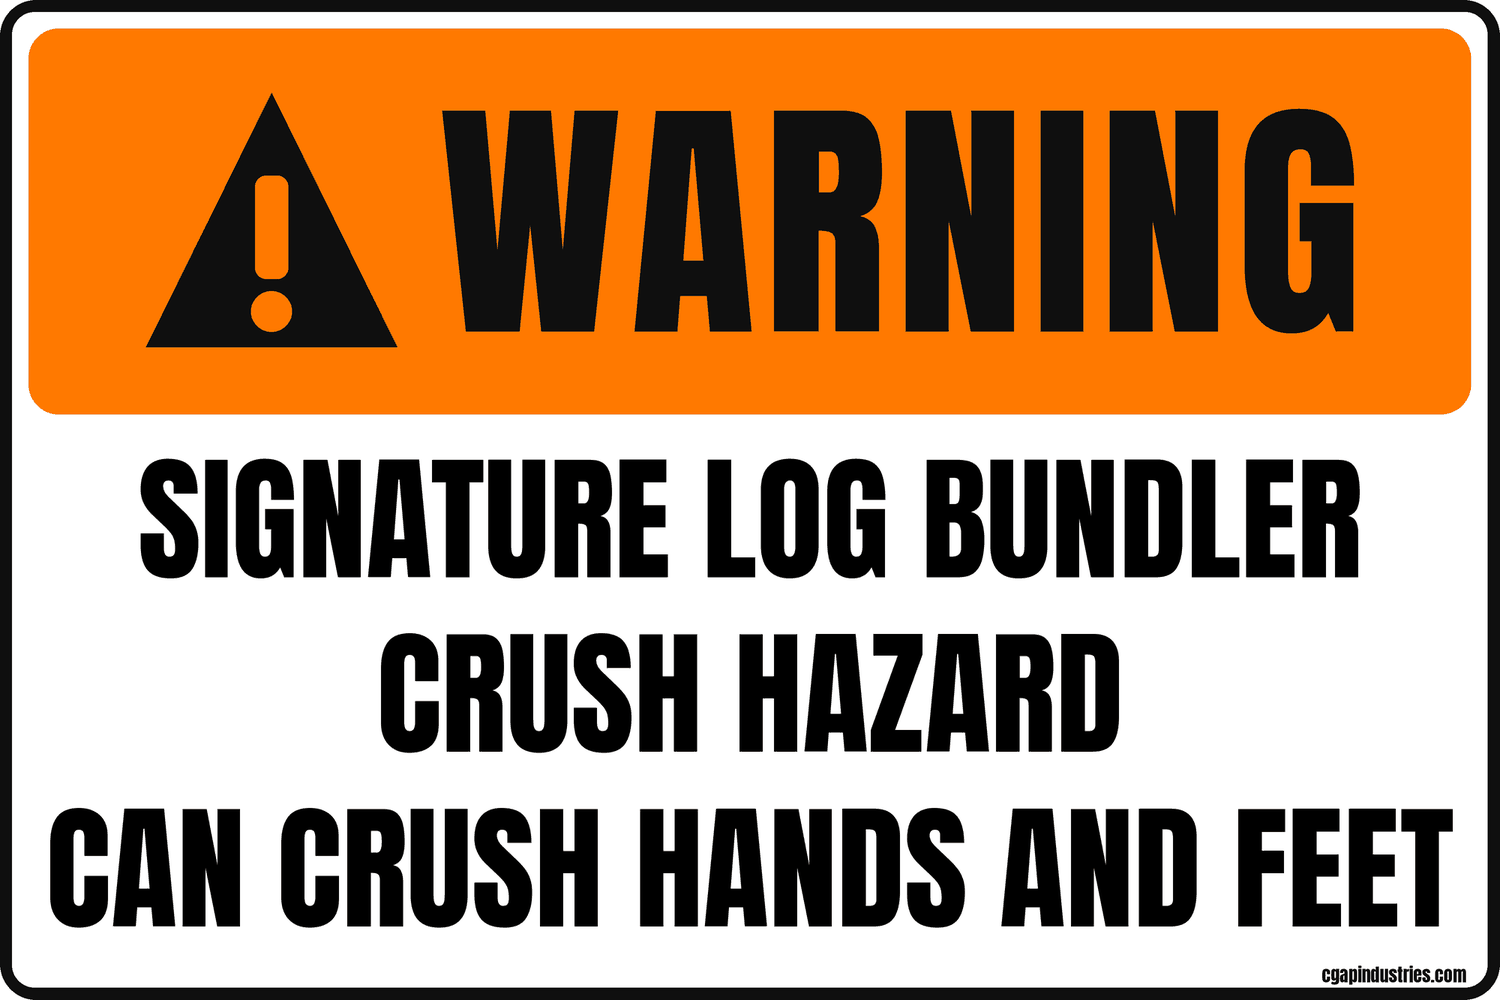 WARNING
SIGNATURE LOG BUNDLER
CRUSH HAZARD
CAN CRUSH HANDS AND FEET
cgapindustries.com